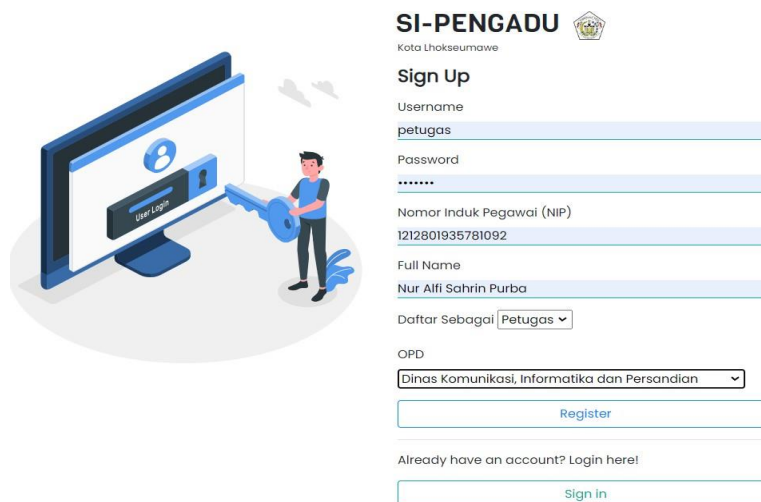 SI-PENGADU
Kota Lhokseumawe
Sign Up
Username
petugas
Password
•••••••
Nomor Induk Pegawai (NIP)
1212801935781092
Full Name
Nur Alfi Sahrin Purba
Daftar Sebagai Petugas
OPD
Dinas Komunikasi, Informatika dan Persandian
Register
Already have an account? Login here!
Sign in
User Login